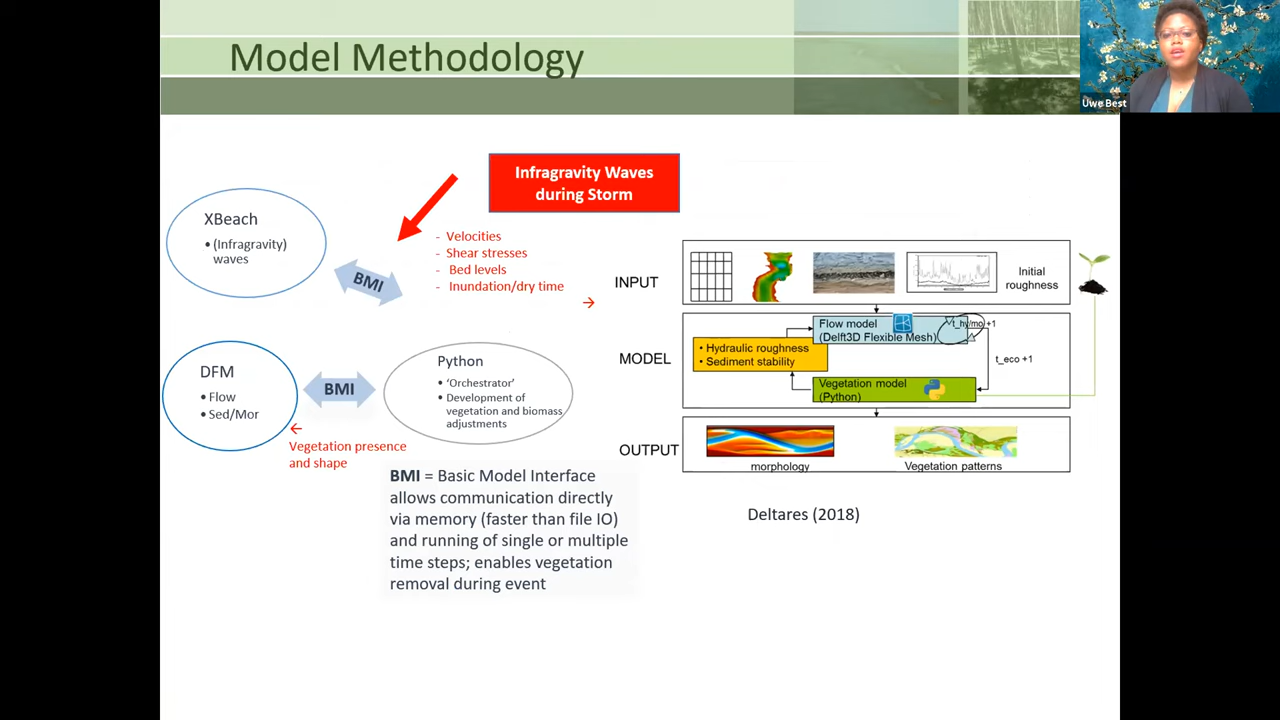 Model Methodology
Uwe Best
Infragravity Waves
during Storm
XBeach
• (Infragravity)
waves
BMI
- Velocities
- Shear stresses
- Bed levels
- Inundation/dry time
→
DFM
• Flow
• Sed/Mor
BMI
Python
• 'Orchestrator'
• Development of
vegetation and biomass
adjustments
←
Vegetation presence
and shape
BMI = Basic Model Interface
allows communication directly
via memory (faster than file IO)
and running of single or multiple
time steps; enables vegetation
removal during event
INPUT
Initial
roughness
MODEL
Flow model
(Delft3D Flexible Mesh)
t_hy/mo +1
• Hydraulic roughness
• Sediment stability
t_eco +1
Vegetation model
(Python)
OUTPUT
morphology
Vegetation patterns
Deltares (2018)